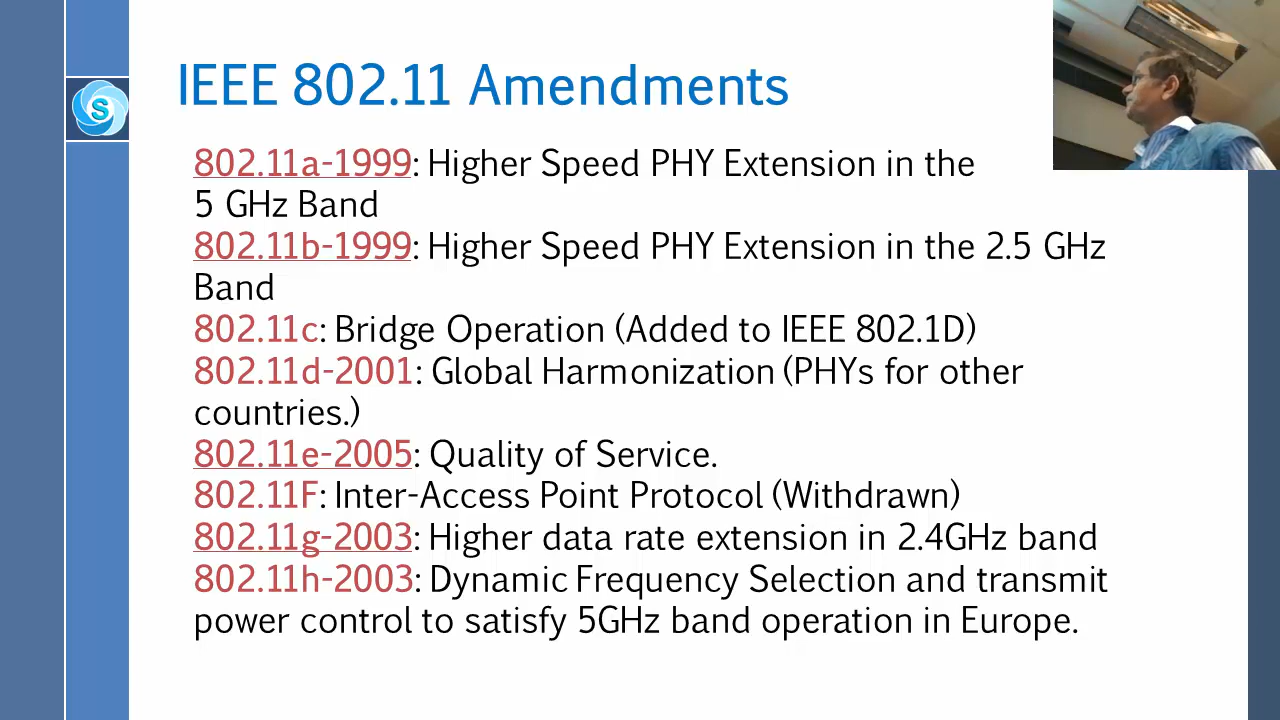 IEEE 802.11 Amendments
S
802.11a-1999: Higher Speed PHY Extension in the
5 GHz Band
802.11b-1999: Higher Speed PHY Extension in the 2.5 GHz
Band
802.11c: Bridge Operation (Added to IEEE 802.1D)
802.11d-2001: Global Harmonization (PHYs for other
countries.)
802.11e-2005: Quality of Service.
802.11F: Inter-Access Point Protocol (Withdrawn)
802.11g-2003: Higher data rate extension in 2.4GHz band
802.11h-2003: Dynamic Frequency Selection and transmit
power control to satisfy 5GHz band operation in Europe.